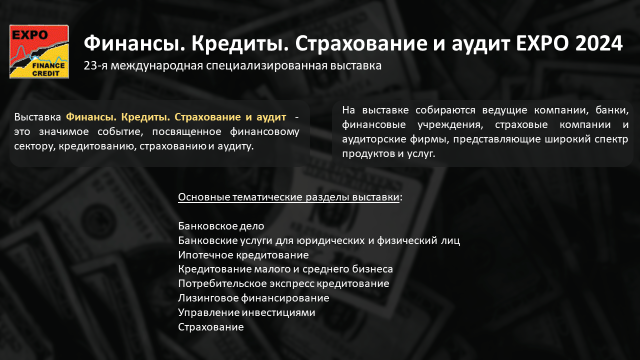 EXPO
FINANCE
CREDIT
Финансы. Кредиты. Страхование и аудит EXPO 2024
23-я международная специализированная выставка
Выставка Финансы. Кредиты. Страхование и аудит -
это значимое событие, посвященное финансовому
сектору, кредитованию, страхованию и аудиту.
На выставке собираются ведущие компании, банки,
финансовые учреждения, страховые компании и
аудиторские фирмы, представляющие широкий спектр
продуктов и услуг.
Основные тематические разделы выставки:
Банковское дело
Банковские услуги для юридических и физический лиц
Ипотечное кредитование
Кредитование малого и среднего бизнеса
Потребительское экспресс кредитование
Лизинговое финансирование
Управление инвестициями
Страхование